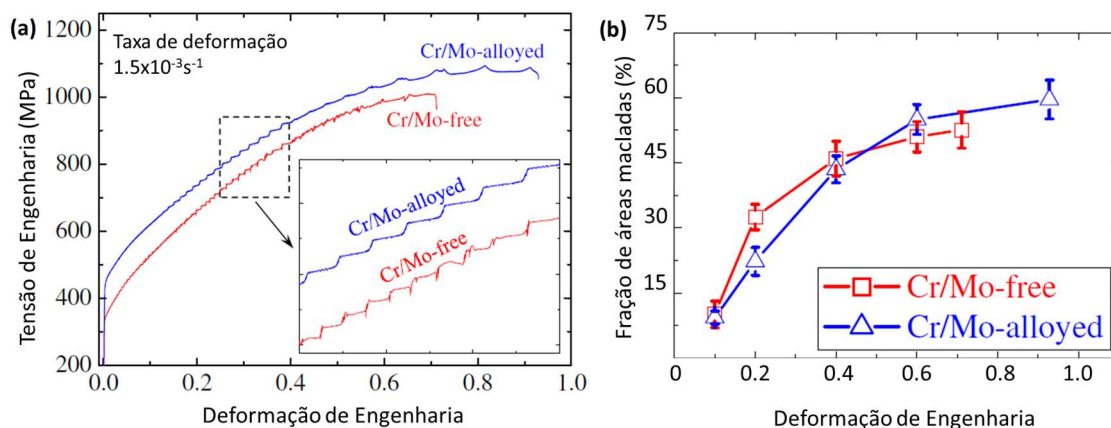 (a)
Taxa de deformação
1.5x10⁻³s⁻¹
Cr/Mo-alloyed
Cr/Mo-free
Cr/Mo-alloyed
Cr/Mo-free
Tensão de Engenharia (MPa)
1200
1000
800
600
400
200
0.0
0.2
0.4
0.6
0.8
1.0
Deformação de Engenharia
(b)
Fração de áreas macladas (%)
75
60
45
30
15
0
0.2
0.4
0.6
0.8
1.0
Deformação de Engenharia
Cr/Mo-free
Cr/Mo-alloyed